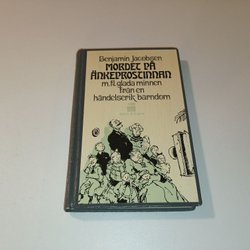 Benjamin Jacobsen
MORDET PÅ
ÄNKEPROSTINNAN
m. fl. glada minnen
från en
händelserik barndom